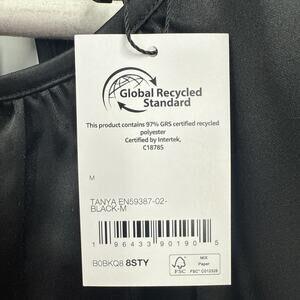 Global Recycled
Standard
This product contains 97% GRS certified recycled
polyester
Certified by Intertek,
C18785
M
TANYA EN59387-02-
BLACK-M
1 96433 90190 5
B0BKQ8 8STY
FSC
MIX
Paper
FSC® C012328